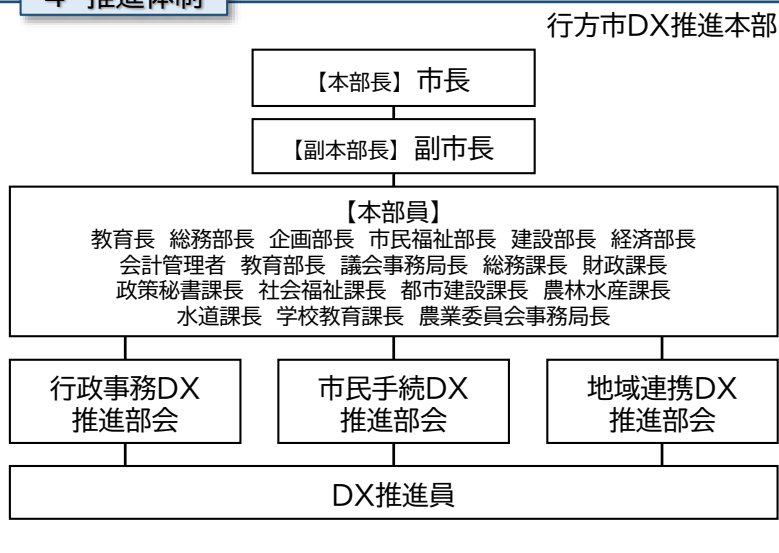 4 推進体制
行方市DX推進本部
【本部長】市長
【副本部長】副市長
【本部員】
教育長 総務部長 企画部長 市民福祉部長 建設部長 経済部長
会計管理者 教育部長 議会事務局長 総務課長 財政課長
政策秘書課長 社会福祉課長 都市建設課長 農林水産課長
水道課長 学校教育課長 農業委員会事務局長
行政事務DX
推進部会
市民手続DX
推進部会
地域連携DX
推進部会
DX推進員